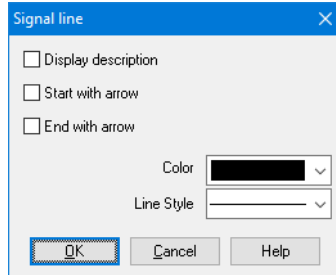 Signal line
Display description
Start with arrow
End with arrow
Color
Line Style
OK Cancel Help